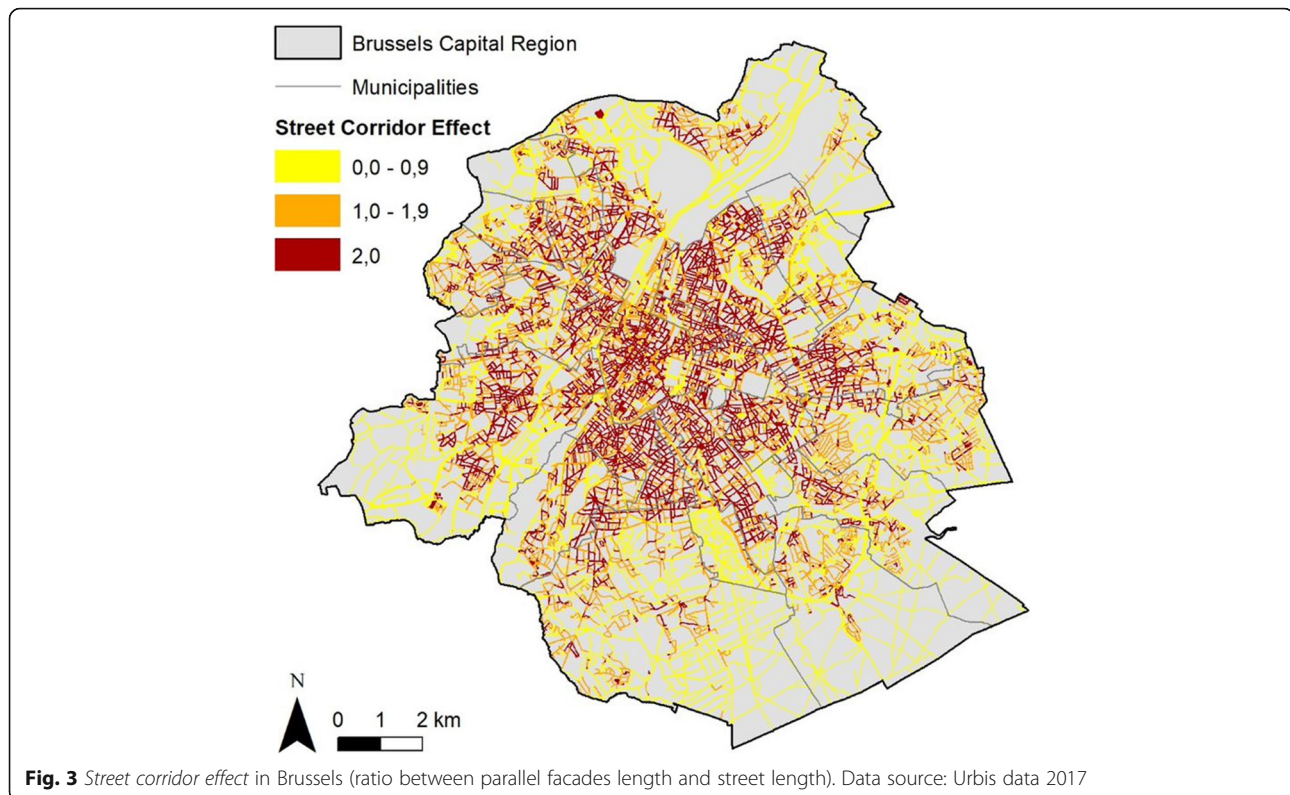 Brussels Capital Region
Municipalities
Street Corridor Effect
0,0 - 0,9
1,0 - 1,9
2,0
N
0 1 2 km
Fig. 3 Street corridor effect in Brussels (ratio between parallel facades length and street length). Data source: Urbis data 2017